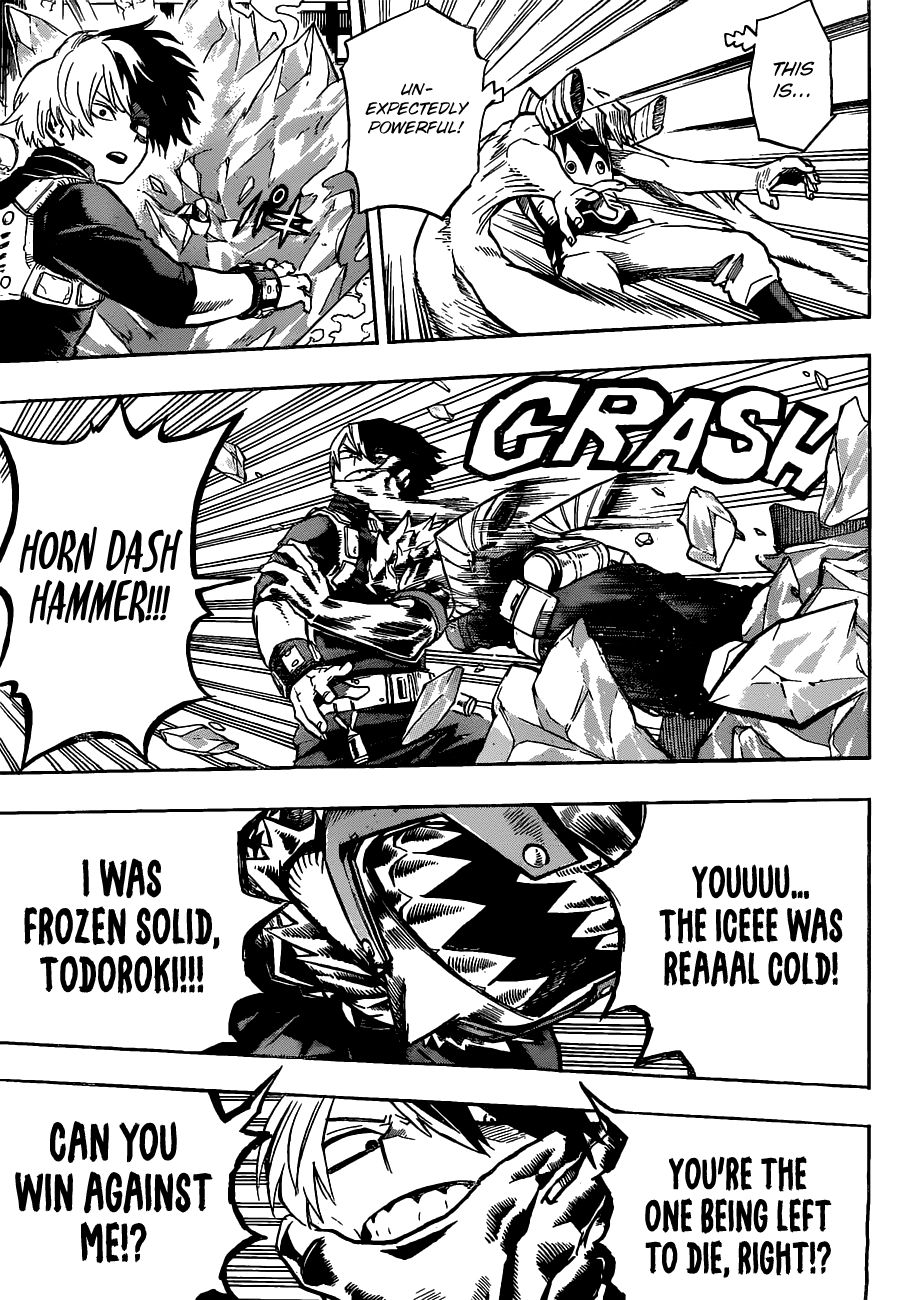 THIS
IS...
UN-
EXPECTEDLY
POWERFUL!
CRASH
HORN DASH
HAMMER!!!
YOUUUU...
THE ICEEE WAS
REAAAL COLD!
I WAS
FROZEN SOLID,
TODOROKI!!!
YOU'RE THE
ONE BEING LEFT
TO DIE, RIGHT!?
CAN YOU
WIN AGAINST
ME!?